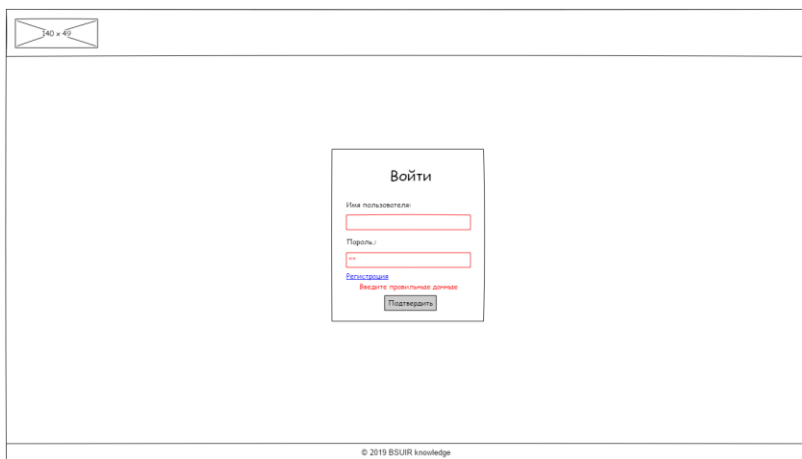 140 x 49
Войти
Имя пользователя:
Пароль.:
**
Регистрация
Введите правильные данные
Подтвердить
© 2019 BSUIR knowledge